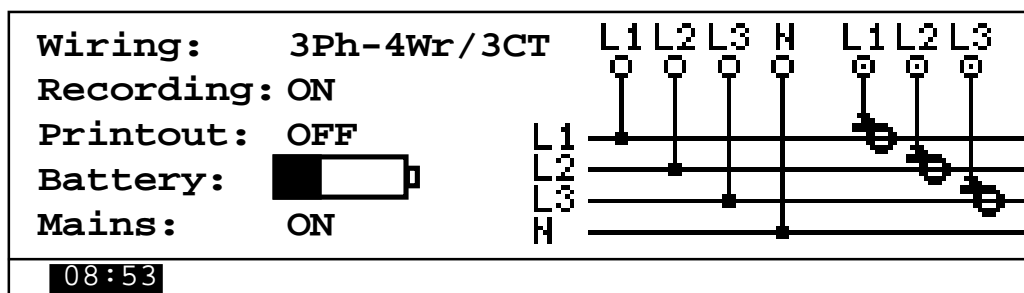 Wiring: 3Ph-4Wr/3CT
Recording: ON
Printout: OFF
Battery:
Mains: ON
L1 L2 L3 N L1 L2 L3
L1
L2
L3
N
08:53